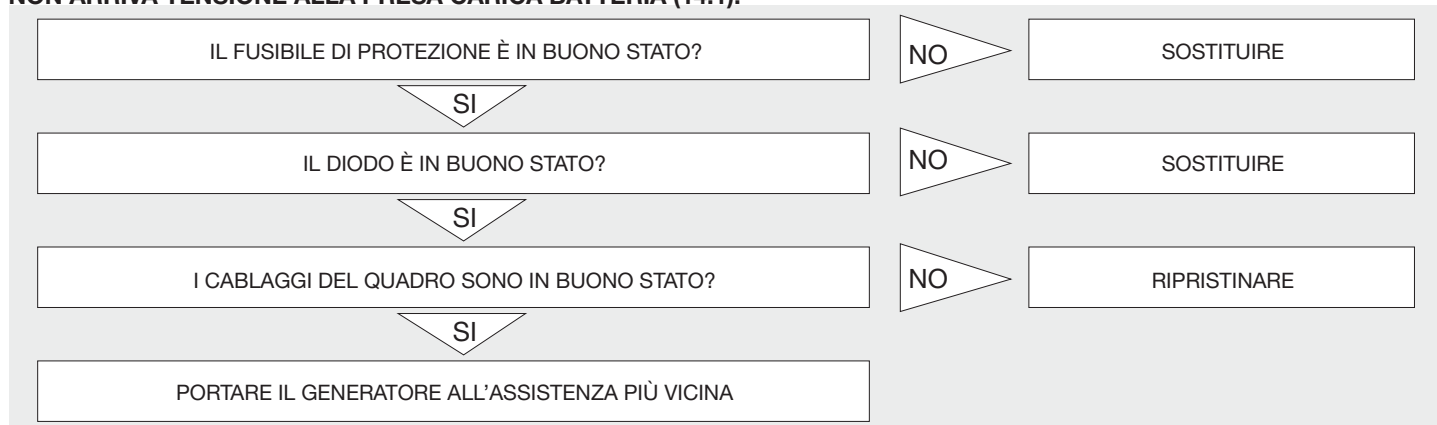 NON ARRIVA TENSIONE ALLA PRESA CARICA BATTERIA (14.1).
IL FUSIBILE DI PROTEZIONE È IN BUONO STATO?
NO
SOSTITUIRE
SI
IL DIODO È IN BUONO STATO?
NO
SOSTITUIRE
SI
I CABLAGGI DEL QUADRO SONO IN BUONO STATO?
NO
RIPRISTINARE
SI
PORTARE IL GENERATORE ALL'ASSISTENZA PIÙ VICINA